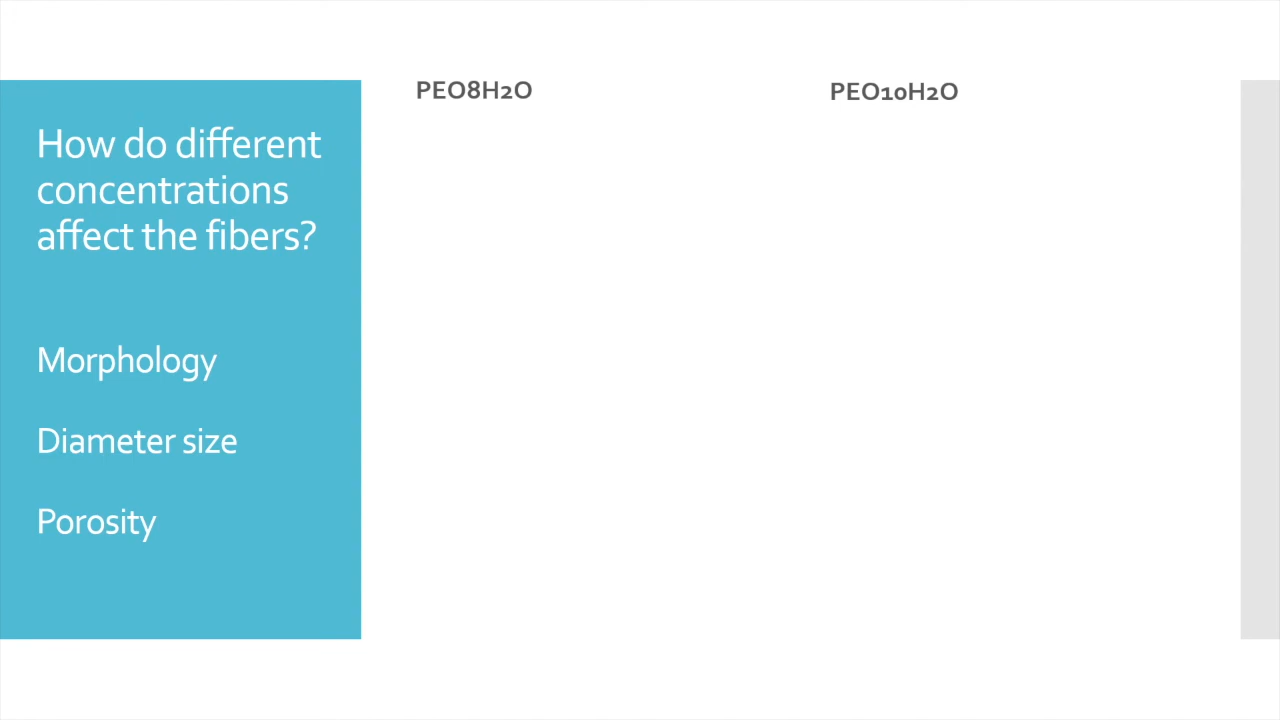 How do different
concentrations
affect the fibers?
Morphology
Diameter size
Porosity
PEO8H2O
PEO10H2O